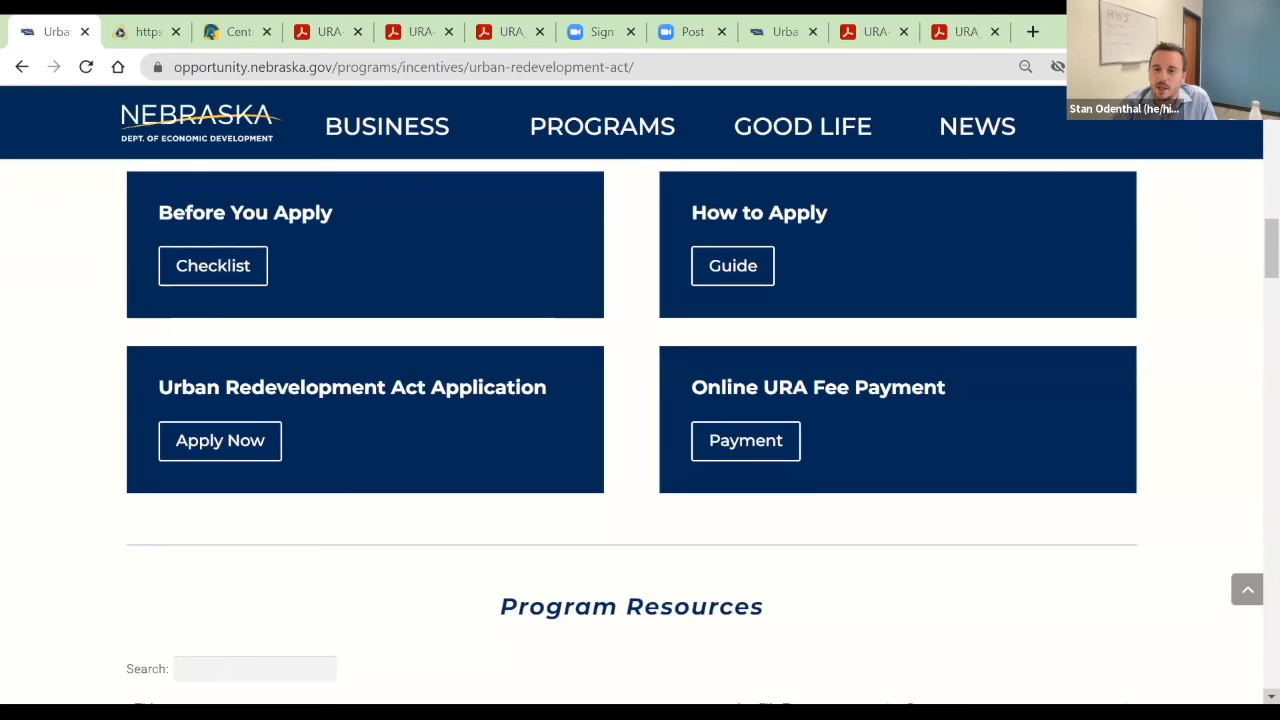 Urba
https
Cent
URA-
URA-
URA_
Sign
Post
Urba
URA-
URA_
opportunity.nebraska.gov/programs/incentives/urban-redevelopment-act/
Stan Odenthal (he/hi...
NEBRASKA
DEPT. OF ECONOMIC DEVELOPMENT
BUSINESS
PROGRAMS
GOOD LIFE
NEWS
Before You Apply
Checklist
How to Apply
Guide
Urban Redevelopment Act Application
Apply Now
Online URA Fee Payment
Payment
Program Resources
Search: